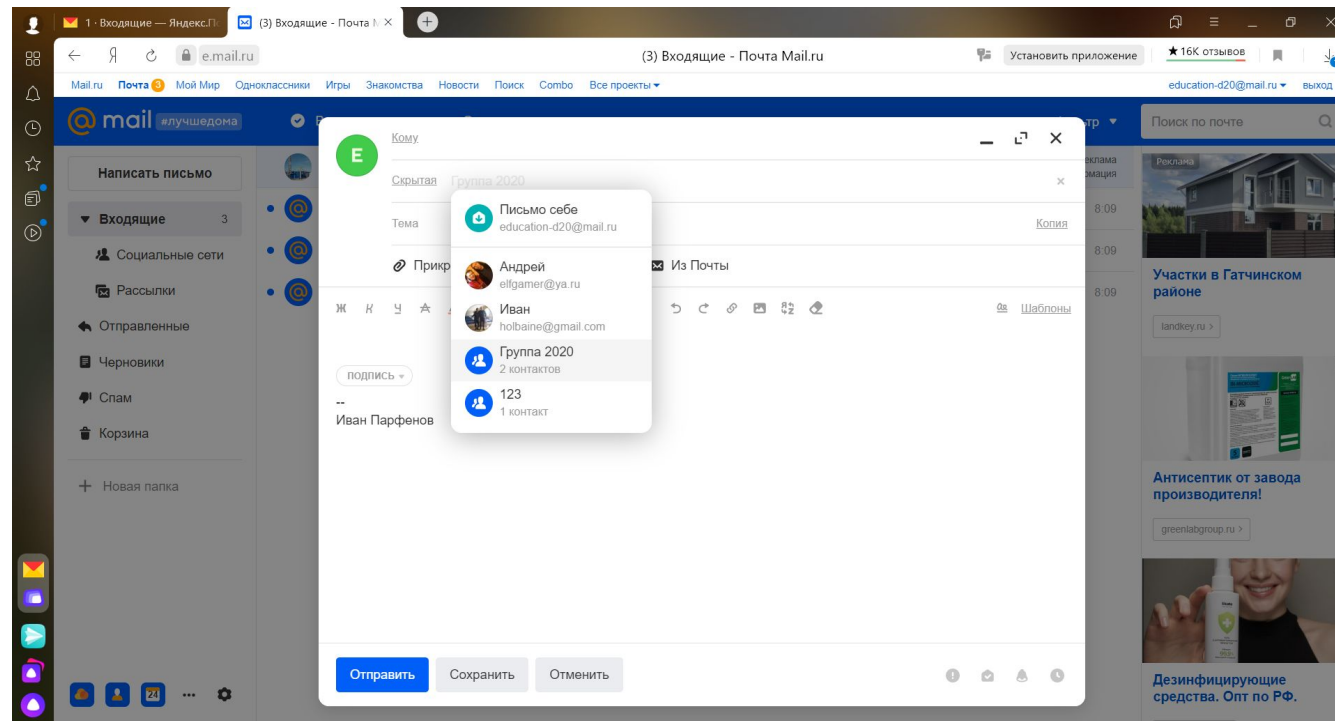 1 · Входящие — Яндекс.П
(3) Входящие - Почта M
Я
e.mail.ru
(3) Входящие - Почта Mail.ru
Установить приложение
★ 16K отзывов
Mail.ru Почта 3 Мой Мир Одноклассники Игры Знакомства Новости Поиск Combo Все проекты
education-d20@mail.ru выход
@ mail #лучшедома
Поиск по почте
Написать письмо
Входящие 3
Социальные сети
Рассылки
Отправленные
Черновики
Спам
Корзина
Новая папка
24
E
Кому
Скрытая Группа 2020
Тема
Копия
Прикр
Из Почты
Ж К Ч А
Шаблоны
подпись
--
Иван Парфенов
Письмо себе
education-d20@mail.ru
Андрей
elfgamer@ya.ru
Иван
holbaine@gmail.com
Группа 2020
2 контактов
123
1 контакт
Отправить
Сохранить
Отменить
8:09
8:09
8:09
Реклама
Участки в Гатчинском
районе
landkey.ru >
Антисептик от завода
производителя!
greenlabgroup.ru >
Дезинфицирующие
средства. Опт по РФ.